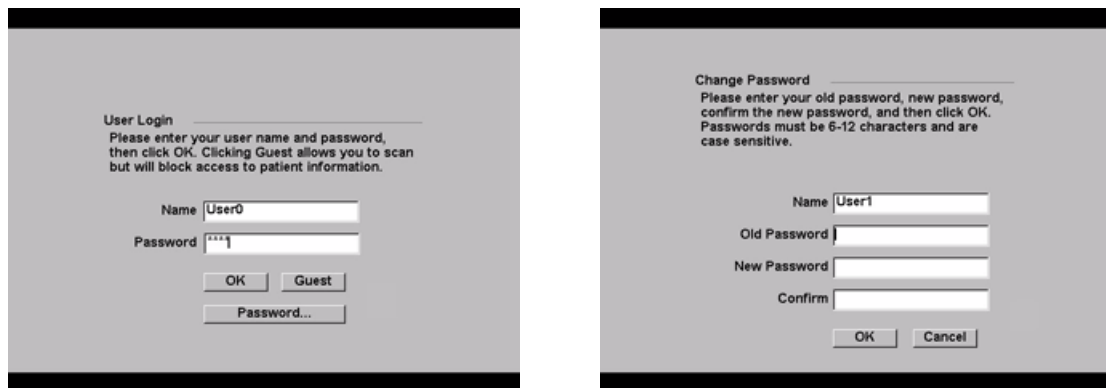 User Login
Please enter your user name and password,
then click OK. Clicking Guest allows you to scan
but will block access to patient information.
Name User0
Password ****
OK Guest
Password...
Change Password
Please enter your old password, new password,
confirm the new password, and then click OK.
Passwords must be 6-12 characters and are
case sensitive.
Name User1
Old Password
New Password
Confirm
OK Cancel